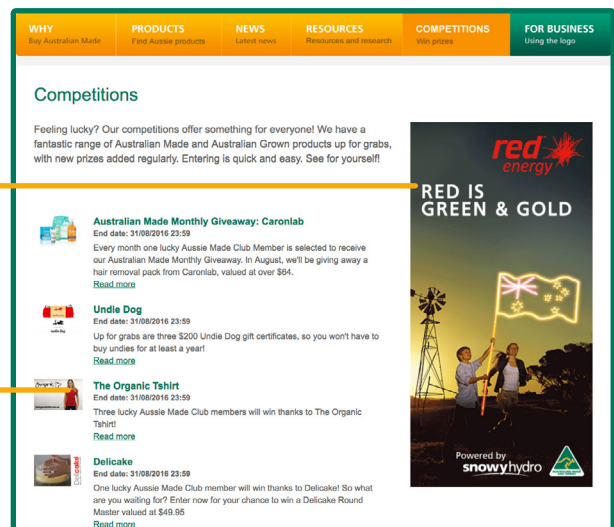 WHY
Buy Australian Made
PRODUCTS
Find Aussie products
NEWS
Latest news
RESOURCES
Resources and research
COMPETITIONS
Win prizes
FOR BUSINESS
Using the logo
Competitions
Feeling lucky? Our competitions offer something for everyone! We have a
fantastic range of Australian Made and Australian Grown products up for grabs,
with new prizes added regularly. Entering is quick and easy. See for yourself!
Australian Made Monthly Giveaway: Caronlab
End date: 31/08/2016 23:59
Every month one lucky Aussie Made Club Member is selected to receive
our Australian Made Monthly Giveaway. In August, we'll be giving away a
hair removal pack from Caronlab, valued at over $64.
Read more
undie dog
Undie Dog
End date: 31/08/2016 23:59
Up for grabs are three $200 Undie Dog gift certificates, so you won't have to
buy undies for at least a year!
Read more
The Organic Tshirt
End date: 31/08/2016 23:59
Three lucky Aussie Made Club members will win thanks to The Organic
Tshirt!
Read more
Delicake
Delicake
End date: 31/08/2016 23:59
One lucky Aussie Made Club member will win thanks to Delicake! So what
are you waiting for? Enter now for your chance to win a Delicake Round
Master valued at $49.95
Read more
red
energy
RED IS
GREEN & GOLD
Powered by
snowyhydro